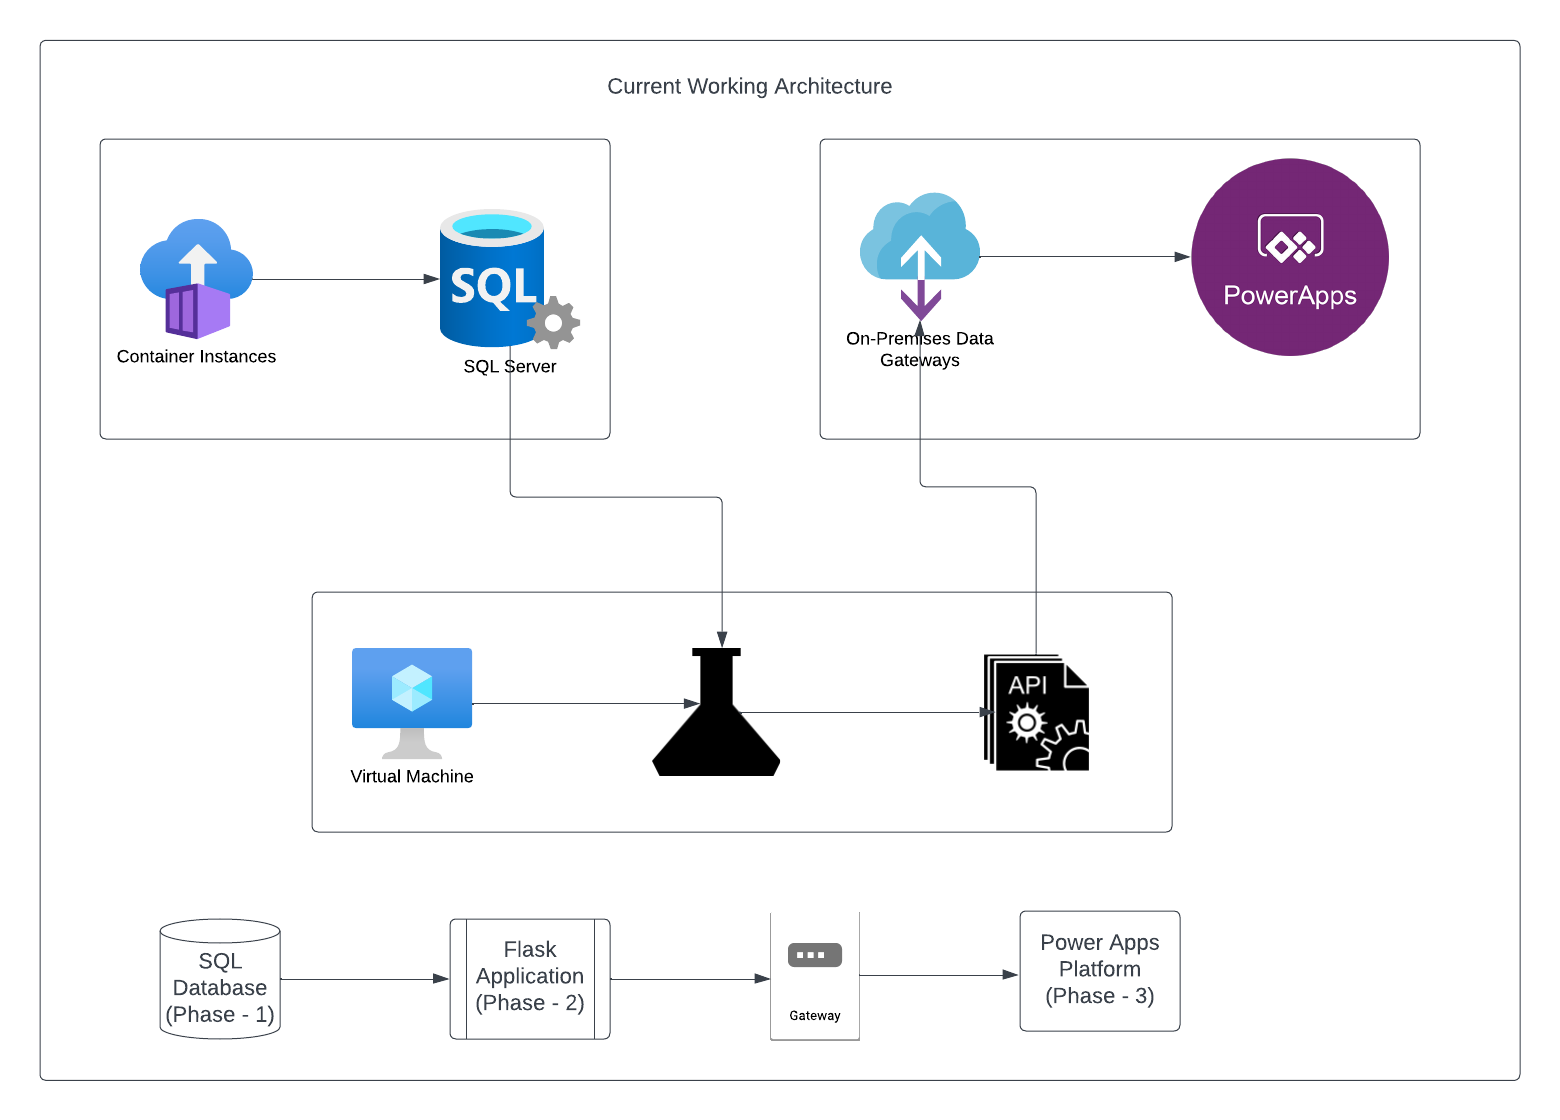 Current Working Architecture
SQL
Container Instances
SQL Server
On-Premises Data
Gateways
PowerApps
API
Virtual Machine
SQL
Database
(Phase - 1)
Flask
Application
(Phase - 2)
Gateway
Power Apps
Platform
(Phase - 3)